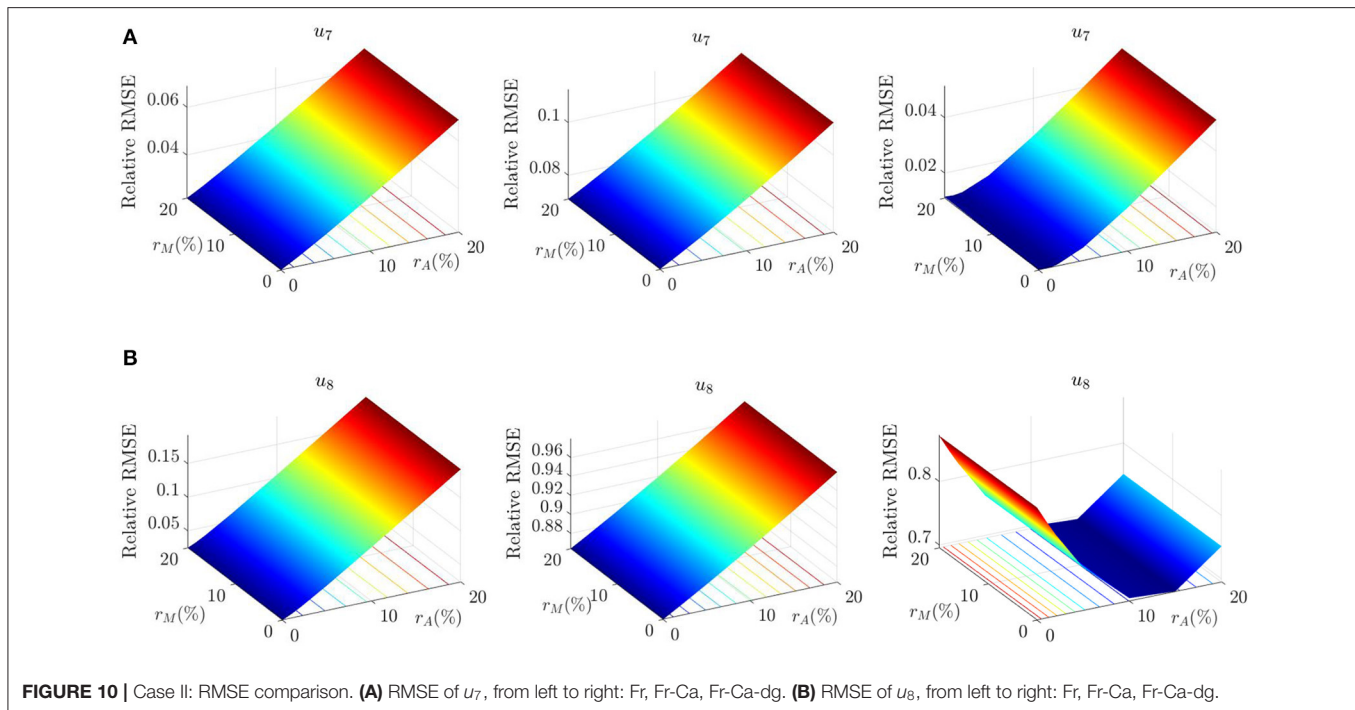 A
u7
Relative RMSE
0.06
0.04
20
10
0
rM(%)
0
10
20
rA(%)
u7
Relative RMSE
0.1
0.08
20
10
0
rM(%)
0
10
20
rA(%)
u7
Relative RMSE
0.04
0.02
20
10
0
rM(%)
0
10
20
rA(%)
B
u8
Relative RMSE
0.15
0.1
0.05
20
10
0
rM(%)
0
10
20
rA(%)
u8
Relative RMSE
0.96
0.94
0.92
0.9
0.88
20
10
0
rM(%)
0
10
20
rA(%)
u8
Relative RMSE
0.8
0.7
20
10
0
rM(%)
0
10
20
rA(%)
FIGURE 10 | Case II: RMSE comparison. (A) RMSE of u7, from left to right: Fr, Fr-Ca, Fr-Ca-dg. (B) RMSE of u8, from left to right: Fr, Fr-Ca, Fr-Ca-dg.